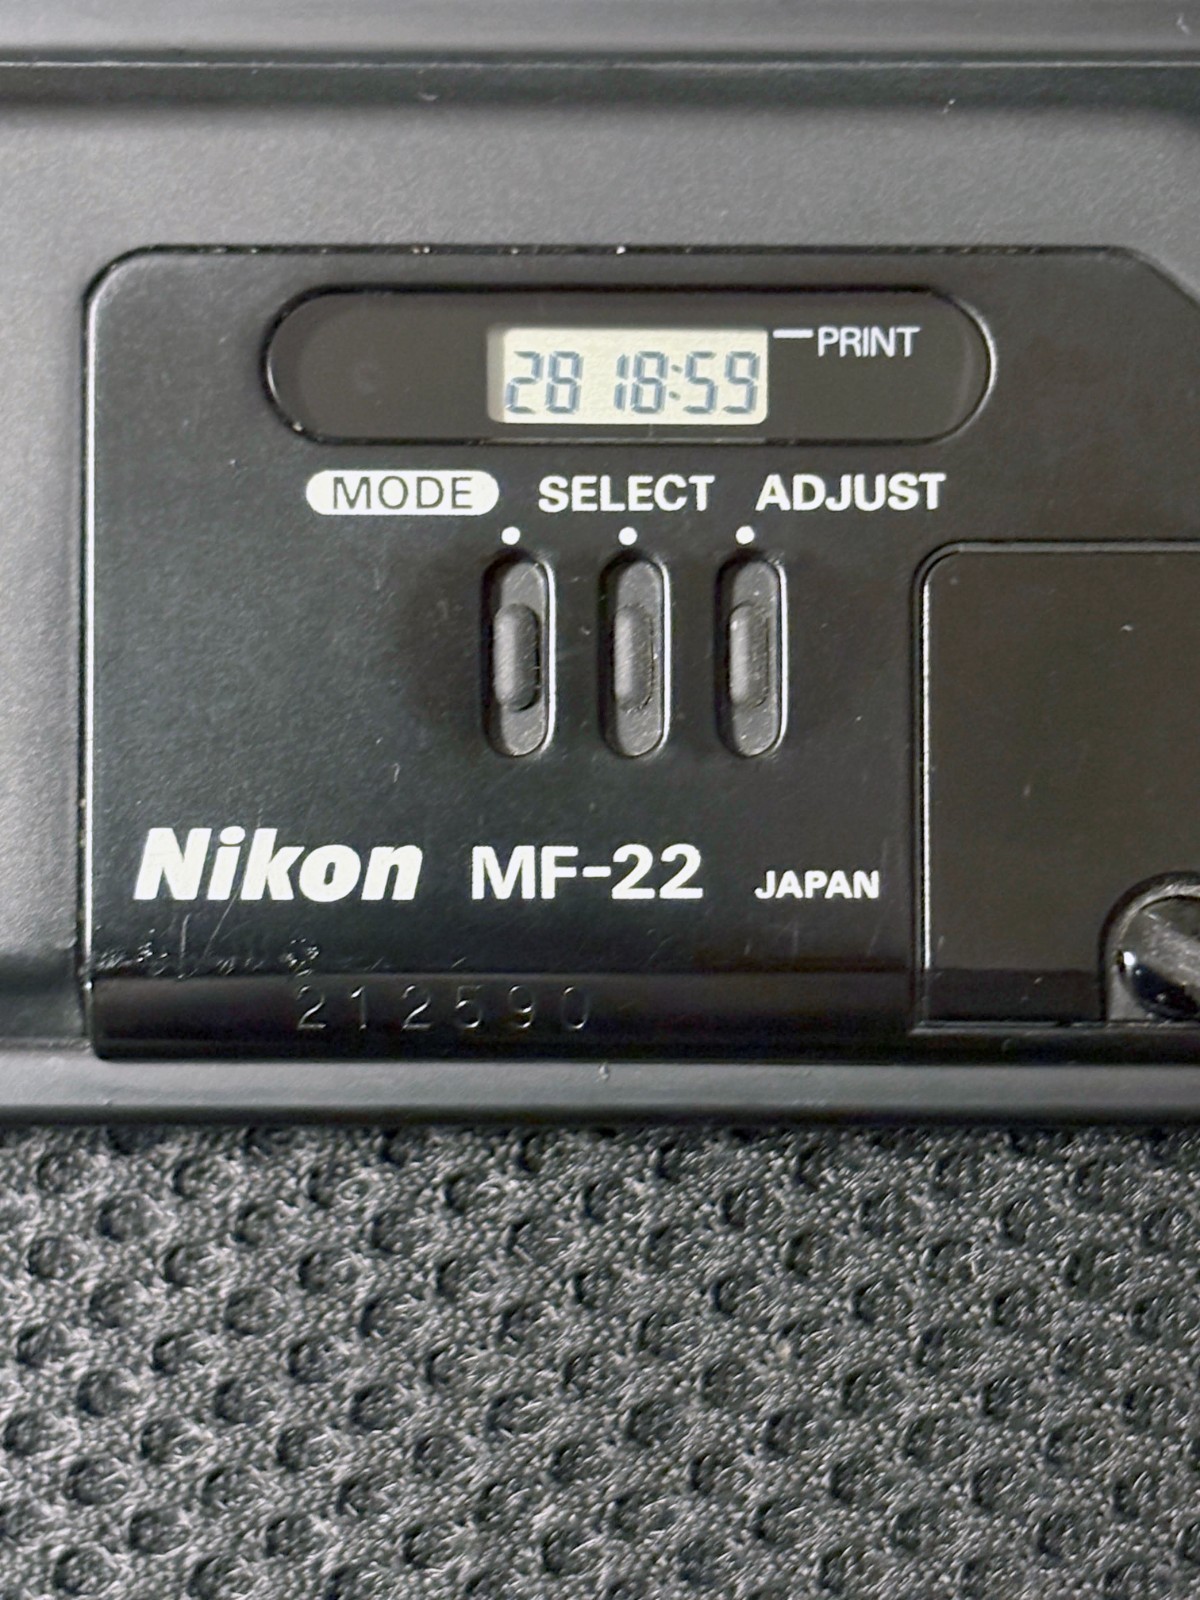 28 18:59 PRINT
MODE SELECT ADJUST
Nikon MF-22 JAPAN
212590